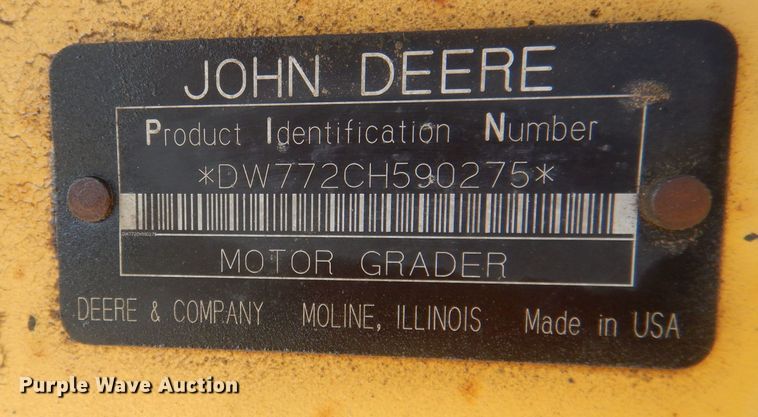 JOHN DEERE
Product Identification Number
*DW772CH590275*
MOTOR GRADER
DEERE & COMPANY MOLINE, ILLINOIS Made in USA
Purple Wave Auction